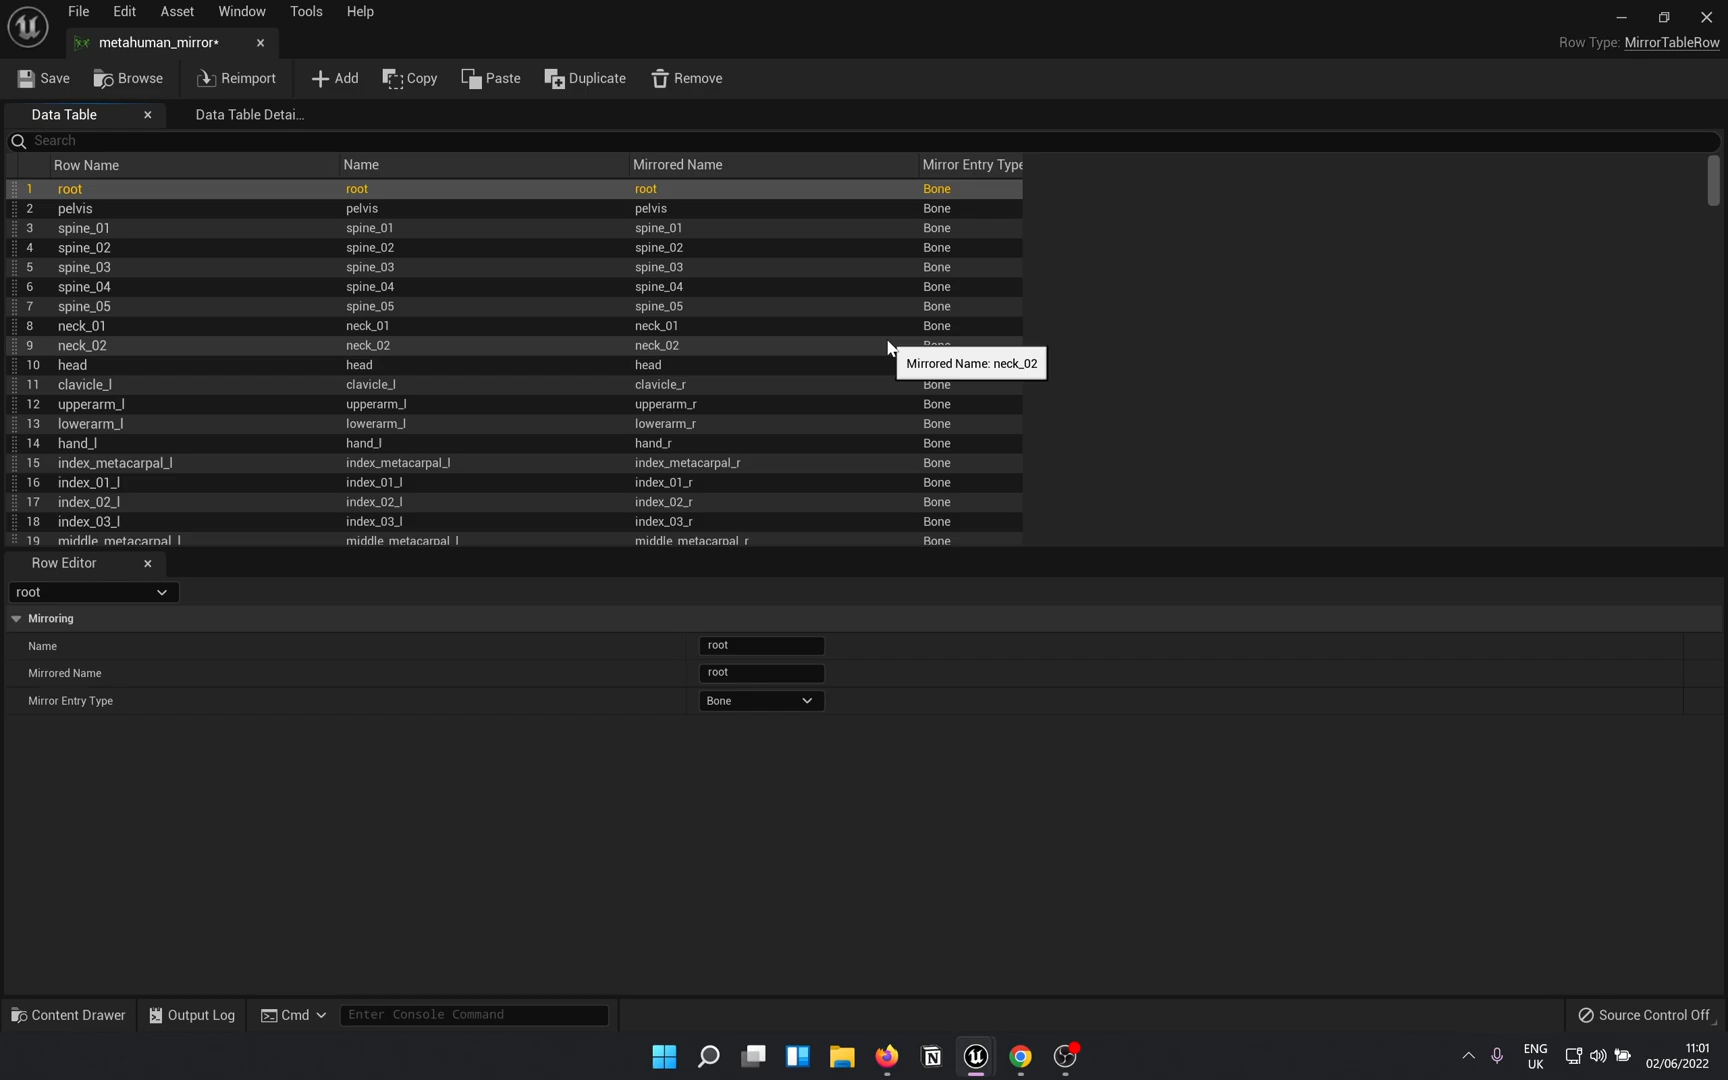 File Edit Asset Window Tools Help
metahuman_mirror*
Row Type: MirrorTableRow
Save Browse Reimport Add Copy Paste Duplicate Remove
Data Table Data Table Detai...
Search
Row Name Name Mirrored Name Mirror Entry Type
1 root root root Bone
2 pelvis pelvis pelvis Bone
3 spine_01 spine_01 spine_01 Bone
4 spine_02 spine_02 spine_02 Bone
5 spine_03 spine_03 spine_03 Bone
6 spine_04 spine_04 spine_04 Bone
7 spine_05 spine_05 spine_05 Bone
8 neck_01 neck_01 neck_01 Bone
9 neck_02 neck_02 neck_02 Bone
Mirrored Name: neck_02
10 head head head
11 clavicle_l clavicle_l clavicle_r Bone
12 upperarm_l upperarm_l upperarm_r Bone
13 lowerarm_l lowerarm_l lowerarm_r Bone
14 hand_l hand_l hand_r Bone
15 index_metacarpal_l index_metacarpal_l index_metacarpal_r Bone
16 index_01_l index_01_l index_01_r Bone
17 index_02_l index_02_l index_02_r Bone
18 index_03_l index_03_l index_03_r Bone
19 middle_metacarpal_l middle_metacarpal_l middle_metacarpal_r Bone
Row Editor
root
Mirroring
Name root
Mirrored Name root
Mirror Entry Type Bone
Content Drawer Output Log Cmd Enter Console Command Source Control Off
ENG
UK
11:01
02/06/2022